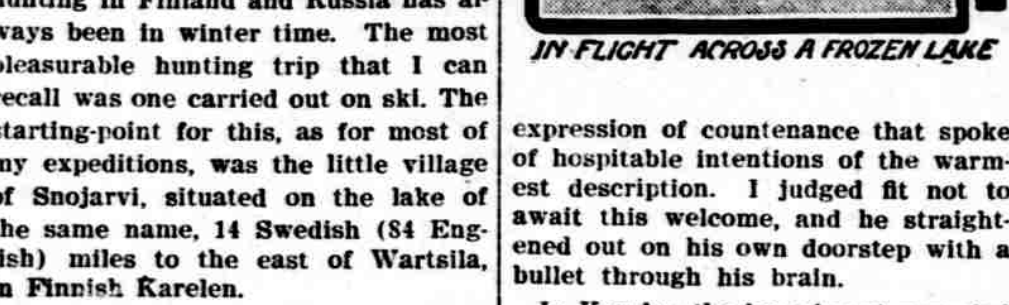 unting in Finland and Russia has al-
ways been in winter time. The most
pleasurable hunting trip that I can
recall was one carried out on ski. The
starting-point for this, as for most of
my expeditions, was the little village
of Snojarvi, situated on the lake of
the same name, 14 Swedish (84 Eng-
lish) miles to the east of Wartsila,
in Finnish Karelen.
IN FLIGHT ACROSS A FROZEN LAKE
expression of countenance that spoke
of hospitable intentions of the warm-
est description. I judged fit not to
await this welcome, and he straight-
ened out on his own doorstep with a
bullet through his brain.